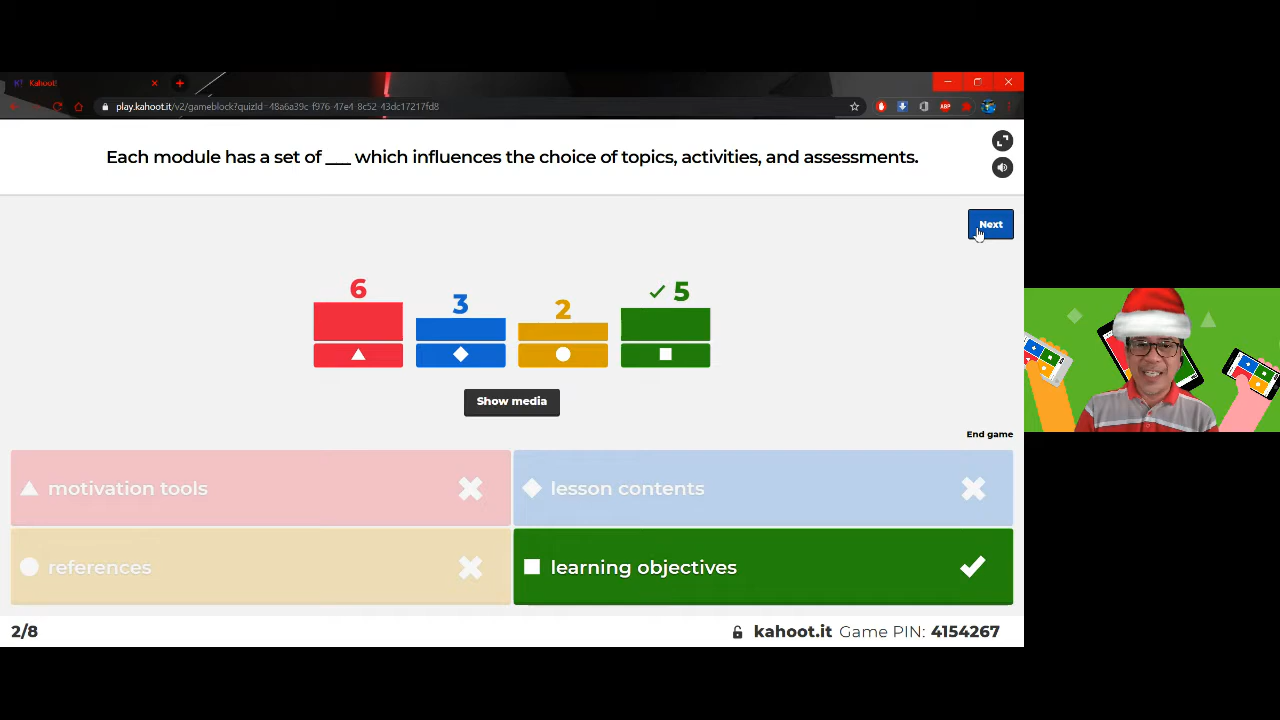 Kahoot!
play.kahoot.it/v2/gameblock?quizId=48a6a39c-f976-47e4-8c52-43dc17217fd8
ABP
Each module has a set of ___ which influences the choice of topics, activities, and assessments.
Next
6
3
2
5
Show media
End game
motivation tools
lesson contents
references
learning objectives
2/8
kahoot.it Game PIN: 4154267